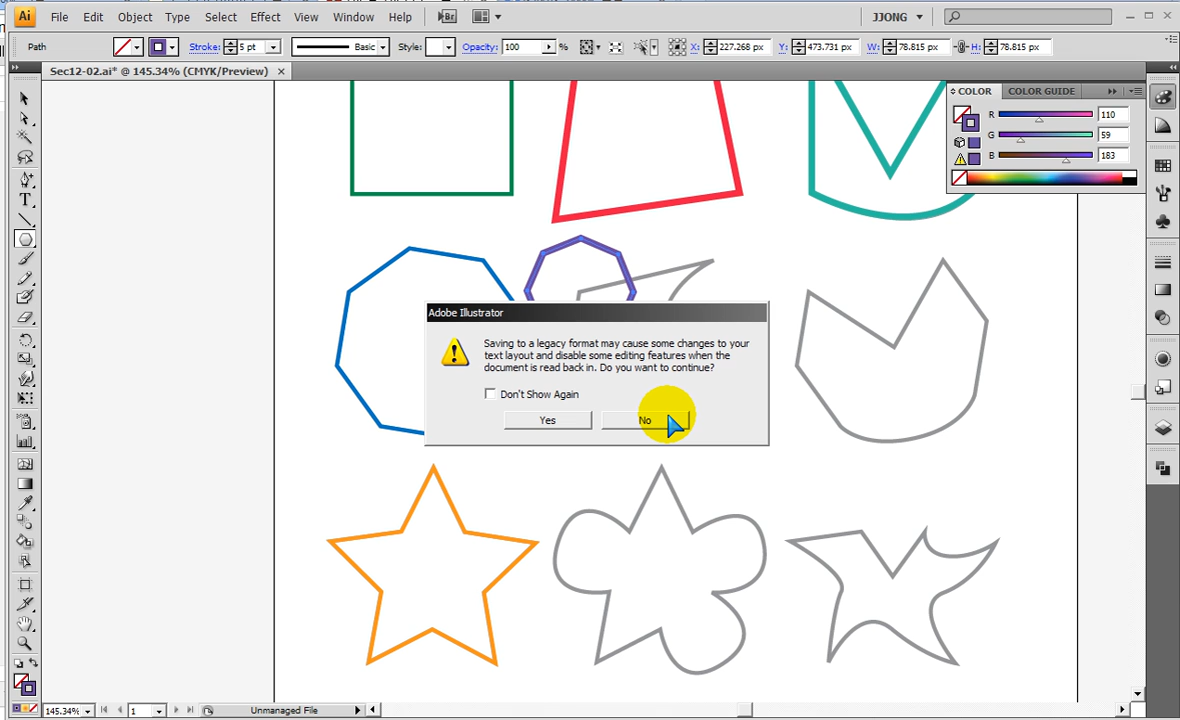 Ai File Edit Object Type Select Effect View Window Help Br JJONG
Path Stroke: 5 pt Basic Style: Opacity: 100 % X: 227.268 px Y: 473.731 px W: 78.815 px H: 78.815 px
Sec12-02.ai* @ 145.34% (CMYK/Preview)
COLOR COLOR GUIDE
R 110
G 59
B 183
Adobe Illustrator
Saving to a legacy format may cause some changes to your
text layout and disable some editing features when the
document is read back in. Do you want to continue?
Don't Show Again
Yes No
145.34% 1 Unmanaged File